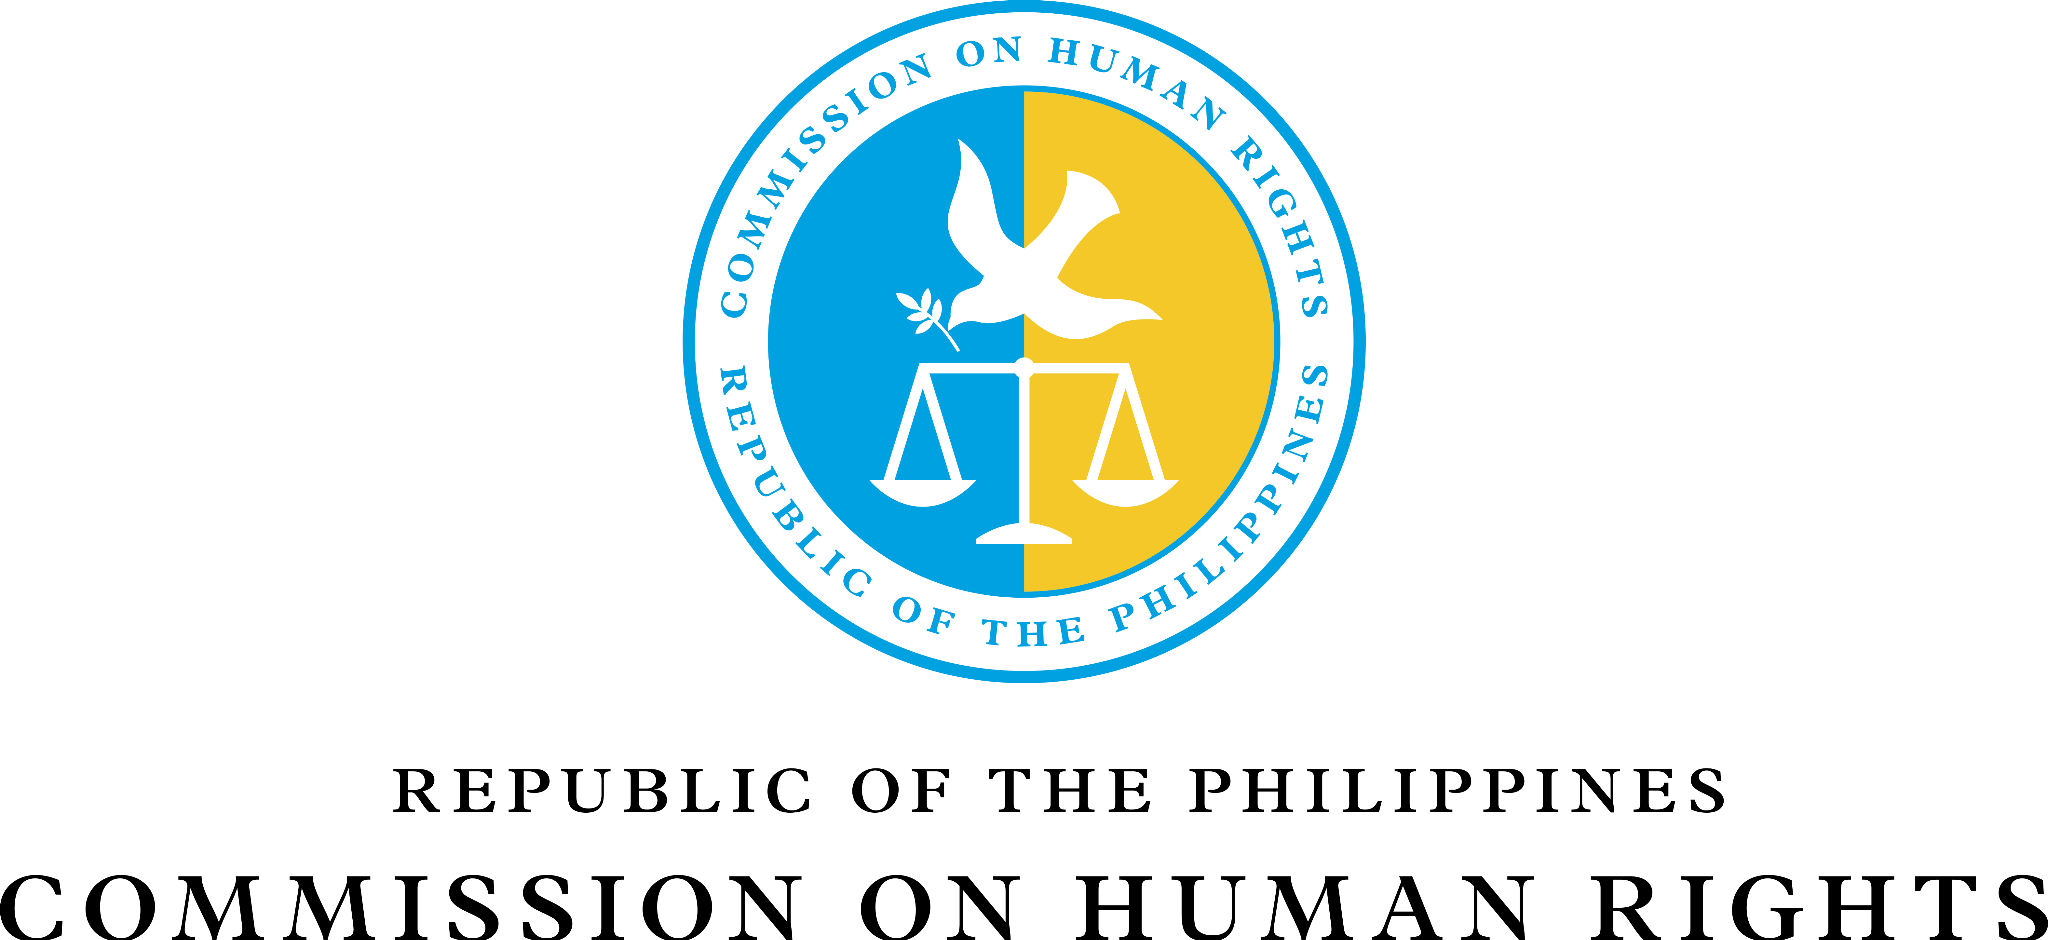 COMMISSION ON HUMAN RIGHTS
REPUBLIC OF THE PHILIPPINES
REPUBLIC OF THE PHILIPPINES
COMMISSION ON HUMAN RIGHTS